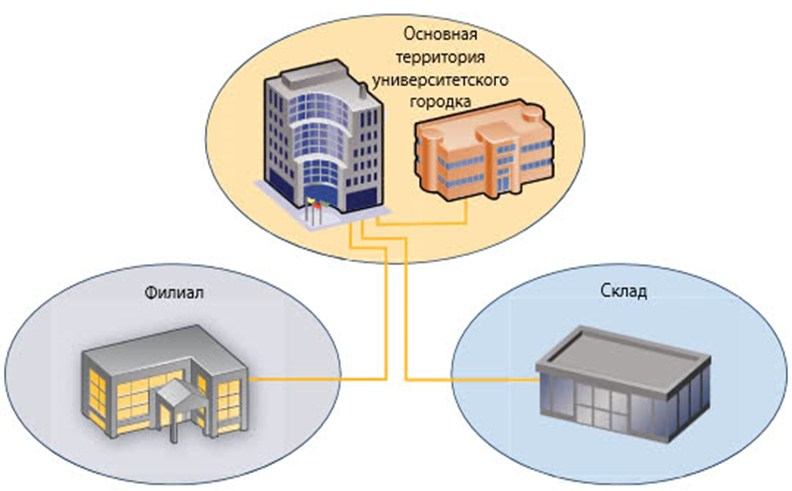 Основная
территория
университетского
городка
Филиал
Склад